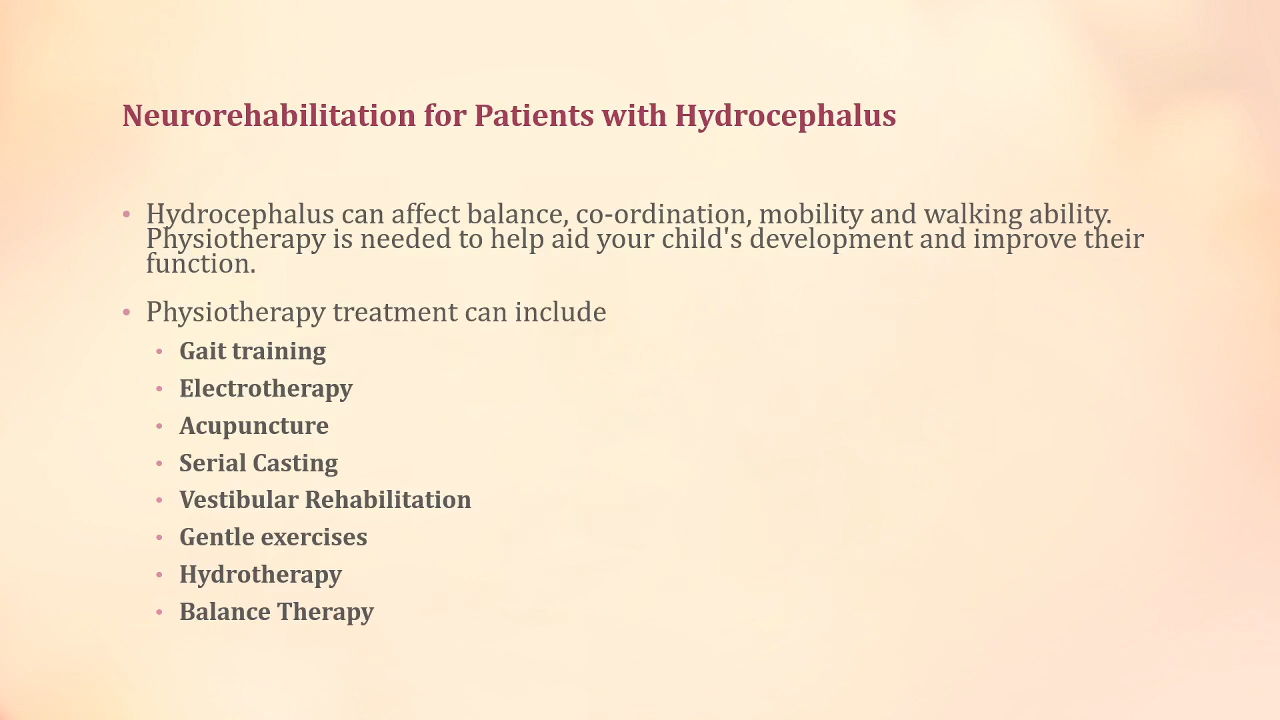 Neurorehabilitation for Patients with Hydrocephalus
• Hydrocephalus can affect balance, co-ordination, mobility and walking ability.
Physiotherapy is needed to help aid your child's development and improve their
function.
• Physiotherapy treatment can include
• Gait training
• Electrotherapy
• Acupuncture
• Serial Casting
• Vestibular Rehabilitation
• Gentle exercises
• Hydrotherapy
• Balance Therapy